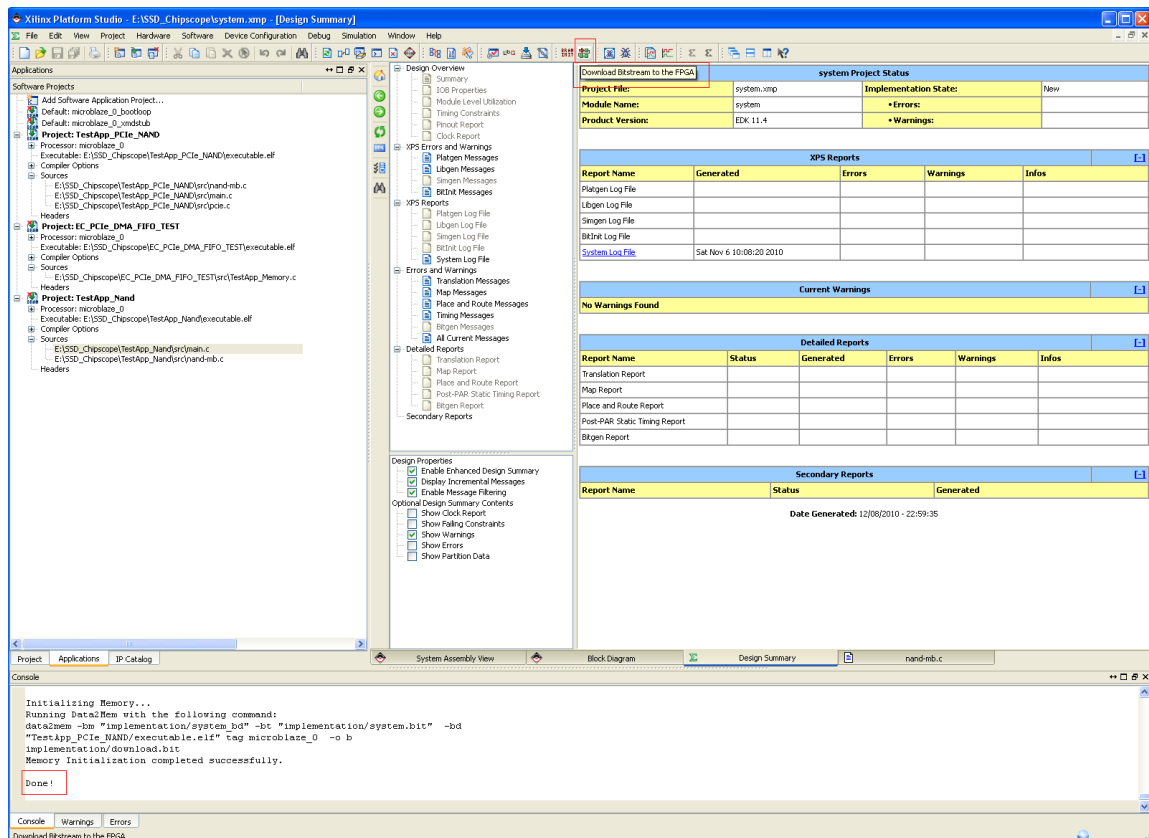 Xilinx Platform Studio - E:\SSD_Chipscope\system.xmp - [Design Summary]
File Edit View Project Hardware Software Device Configuration Debug Simulation Window Help
Applications
Software Projects
Add Software Application Project...
Default: microblaze_0_bootloop
Default: microblaze_0_xmdstub
Project: TestApp_PCIe_NAND
Processor: microblaze_0
Executable: E:\SSD_Chipscope\TestApp_PCIe_NAND\executable.elf
Compiler Options
Sources
E:\SSD_Chipscope\TestApp_PCIe_NAND\src\nand-mb.c
E:\SSD_Chipscope\TestApp_PCIe_NAND\src\main.c
E:\SSD_Chipscope\TestApp_PCIe_NAND\src\pcie.c
Headers
Project: EC_PCIe_DMA_FIFO_TEST
Processor: microblaze_0
Executable: E:\SSD_Chipscope\EC_PCIe_DMA_FIFO_TEST\executable.elf
Compiler Options
Sources
E:\SSD_Chipscope\EC_PCIe_DMA_FIFO_TEST\src\TestApp_Memory.c
Headers
Project: TestApp_Nand
Processor: microblaze_0
Executable: E:\SSD_Chipscope\TestApp_Nand\executable.elf
Compiler Options
Sources
E:\SSD_Chipscope\TestApp_Nand\src\main.c
E:\SSD_Chipscope\TestApp_Nand\src\nand-mb.c
Headers
Project Applications IP Catalog
Design Overview
Summary
IOB Properties
Module Level Utilization
Timing Constraints
Pinout Report
Clock Report
XPS Errors and Warnings
Platgen Messages
Libgen Messages
Simgen Messages
BitInit Messages
XPS Reports
Platgen Log File
Libgen Log File
Simgen Log File
BitInit Log File
System Log File
Errors and Warnings
Translation Messages
Map Messages
Place and Route Messages
Timing Messages
Bitgen Messages
All Current Messages
Detailed Reports
Translation Report
Map Report
Place and Route Report
Post-PAR Static Timing Report
Bitgen Report
Secondary Reports
Design Properties
Enable Enhanced Design Summary
Display Incremental Messages
Enable Message Filtering
Optional Design Summary Contents
Show Clock Report
Show Failing Constraints
Show Warnings
Show Errors
Show Partition Data
Download Bitstream to the FPGA
system Project Status
Project File: system.xmp Implementation State: New
Module Name: system •Errors:
Product Version: EDK 11.4 •Warnings:
XPS Reports [-]
Report Name Generated Errors Warnings Infos
Platgen Log File
Libgen Log File
Simgen Log File
BitInit Log File
System Log File Sat Nov 6 10:08:20 2010
Current Warnings [-]
No Warnings Found
Detailed Reports [-]
Report Name Status Generated Errors Warnings Infos
Translation Report
Map Report
Place and Route Report
Post-PAR Static Timing Report
Bitgen Report
Secondary Reports [-]
Report Name Status Generated
Date Generated: 12/08/2010 - 22:59:35
System Assembly View Block Diagram Design Summary nand-mb.c
Console
Initializing Memory...
Running Data2Mem with the following command:
data2mem -bm "implementation/system_bd" -bt "implementation/system.bit" -bd
"TestApp_PCIe_NAND/executable.elf" tag microblaze_0 -o b
implementation/download.bit
Memory Initialization completed successfully.
Done!
Console Warnings Errors
Download Bitstream to the FPGA